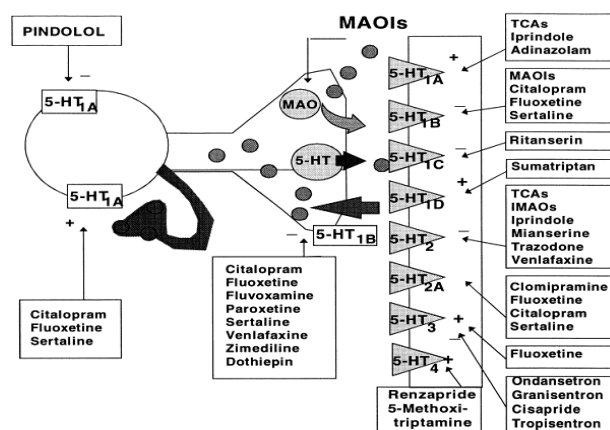 MAOIs
PINDOLOL
−
5-HT1A
5-HT1A
+
Citalopram
Fluoxetine
Sertaline
MAO
5-HT
− −
5-HT1B
Citalopram
Fluoxetine
Fluvoxamine
Paroxetine
Sertaline
Venlafaxine
Zimediline
Dothiepin
5-HT1A
+
5-HT1B
−
5-HT1C
−
5-HT1D
+
5-HT2
−
5-HT2A
5-HT3
+
−
5-HT4
+
TCAs
Iprindole
Adinazolam
MAOIs
Citalopram
Fluoxetine
Sertaline
Ritanserin
Sumatriptan
TCAs
IMAOs
Iprindole
Mianserine
Trazodone
Venlafaxine
Clomipramine
Fluoxetine
Citalopram
Sertaline
Fluoxetine
Ondansetron
Granisentron
Cisapride
Tropisentron
Renzapride
5-Methoxi-
triptamine